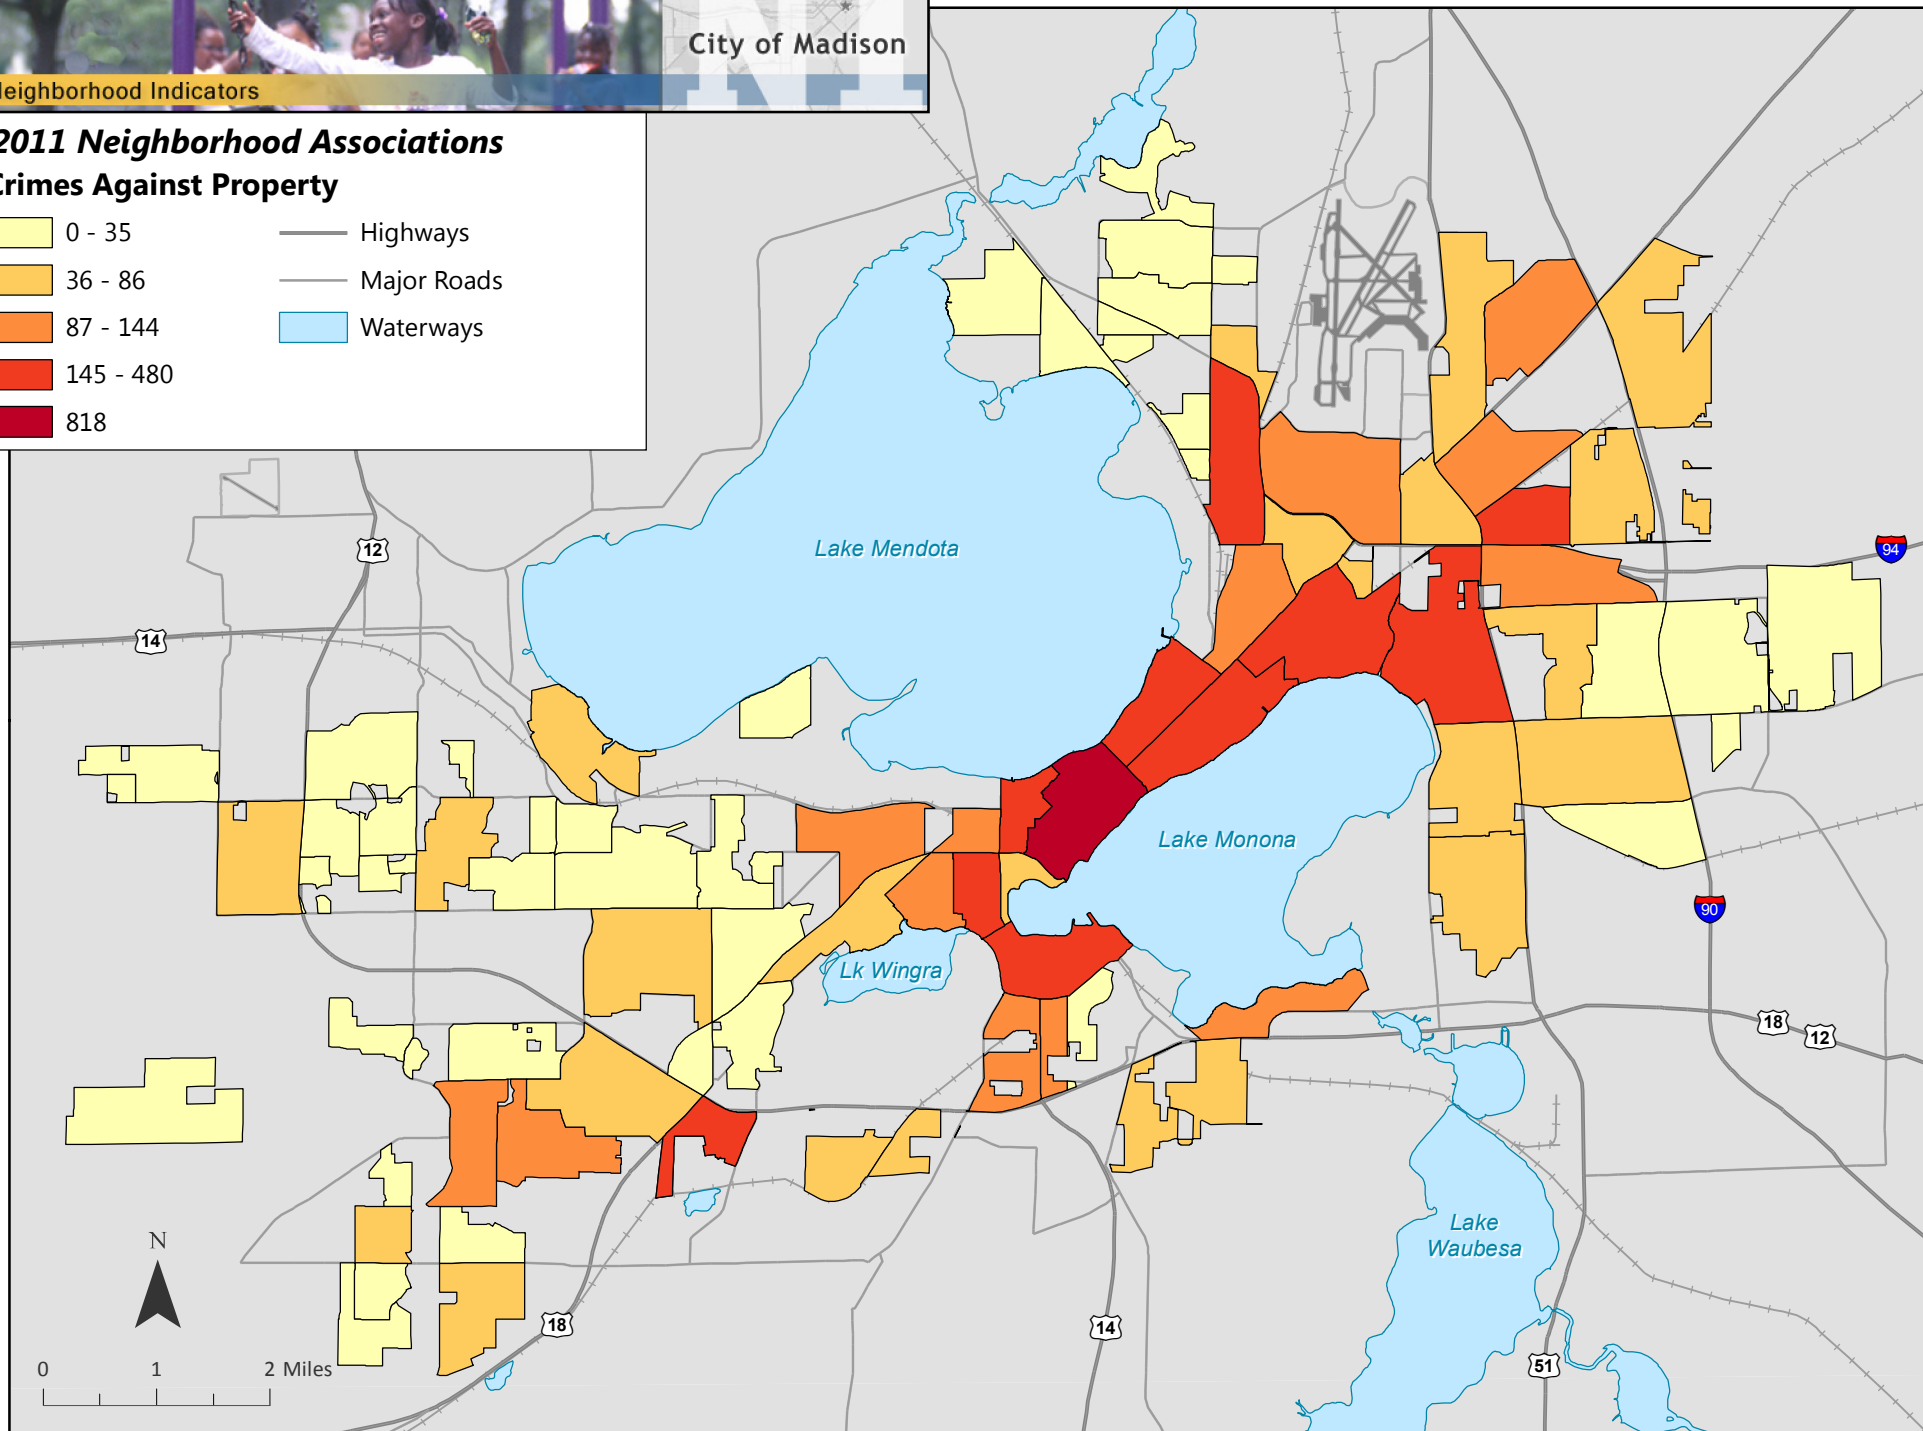 City of Madison
eighborhood Indicators
2011 Neighborhood Associations
Crimes Against Property
0 - 35
Highways
36 - 86
Major Roads
87 - 144
Waterways
145 - 480
818
12
Lake Mendota
94
14
Lake Monona
90
Lk Wingra
18
12
Lake
Waubesa
N
18
14
51
0 1 2 Miles